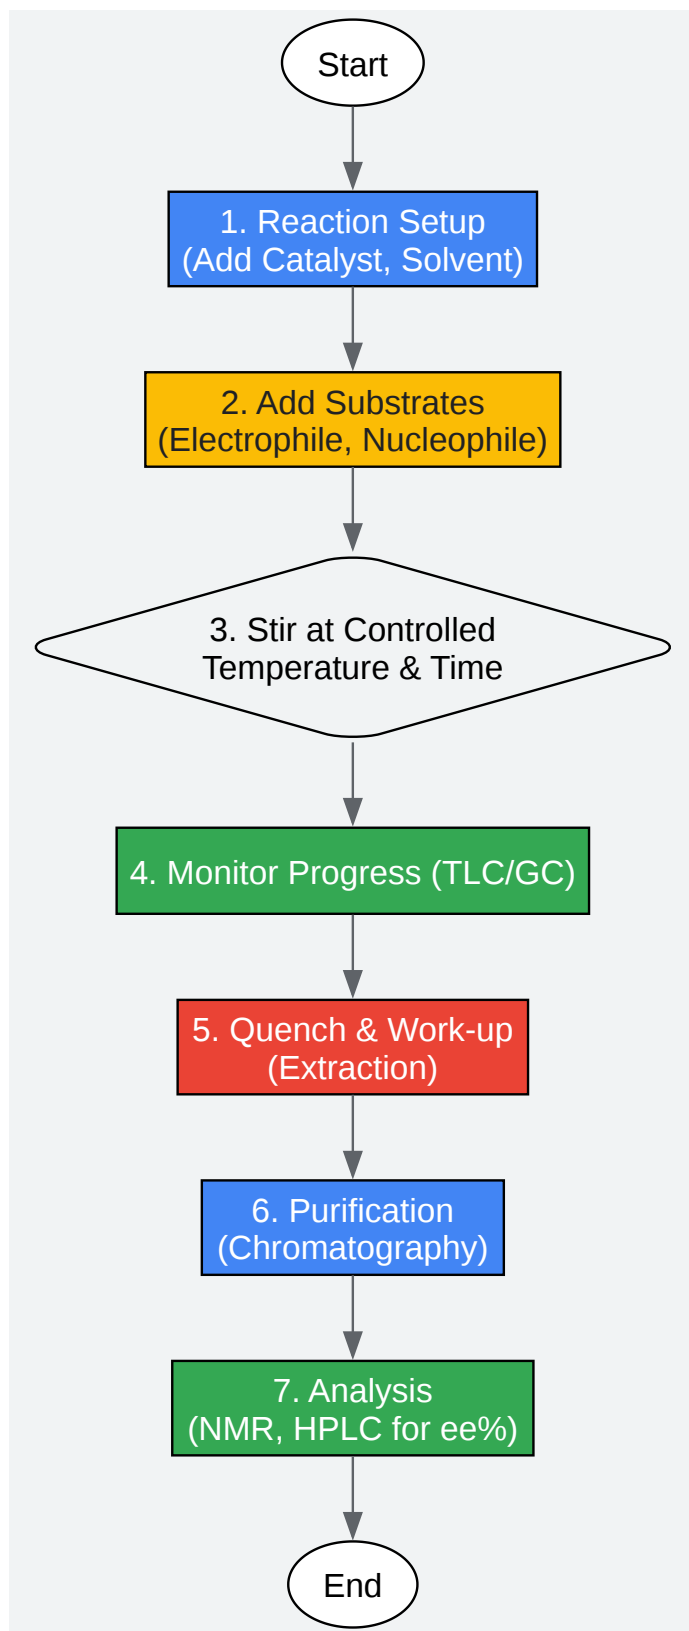 Start
1. Reaction Setup
(Add Catalyst, Solvent)
2. Add Substrates
(Electrophile, Nucleophile)
3. Stir at Controlled
Temperature & Time
4. Monitor Progress (TLC/GC)
5. Quench & Work-up
(Extraction)
6. Purification
(Chromatography)
7. Analysis
(NMR, HPLC for ee%)
End